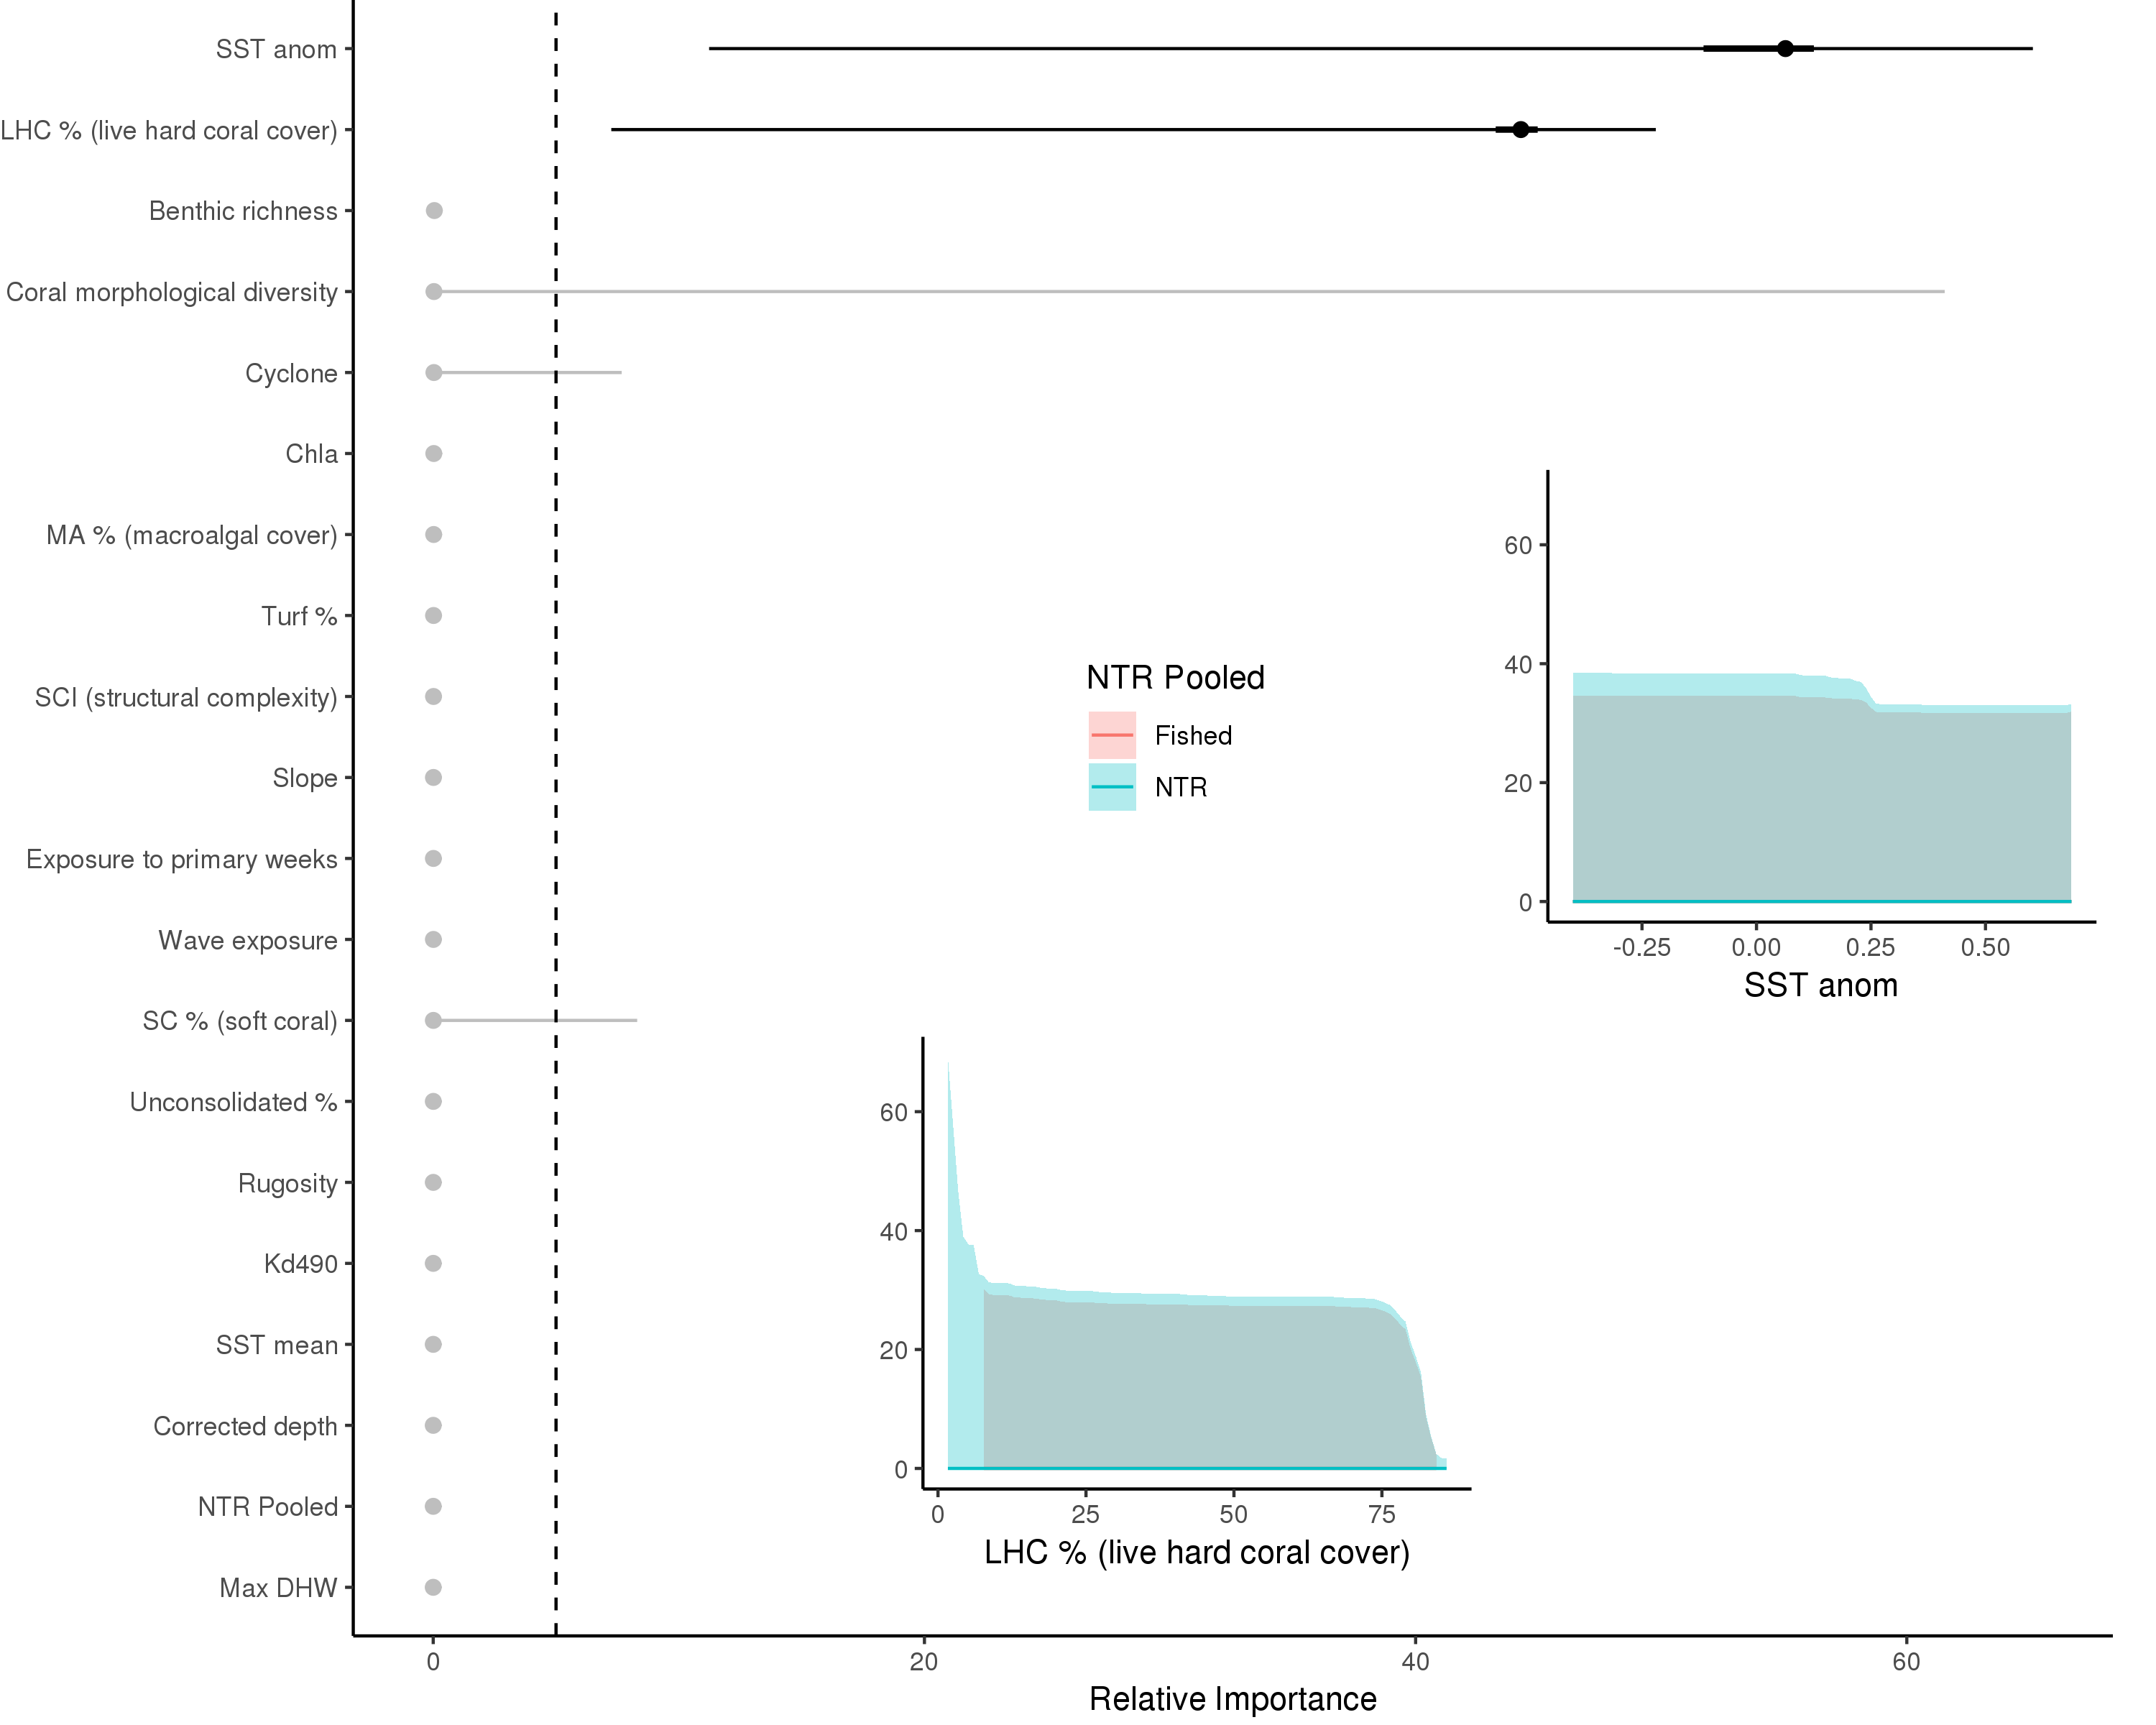 SST anom
LHC % (live hard coral cover)
Benthic richness
Coral morphological diversity
Cyclone
Chla
MA % (macroalgal cover)
Turf %
SCI (structural complexity)
Slope
Exposure to primary weeks
Wave exposure
SC % (soft coral)
Unconsolidated %
Rugosity
Kd490
SST mean
Corrected depth
NTR Pooled
Max DHW
0 20 40 60
Relative Importance
NTR Pooled
Fished
NTR
60
40
20
0
-0.25 0.00 0.25 0.50
SST anom
60
40
20
0
0 25 50 75
LHC % (live hard coral cover)